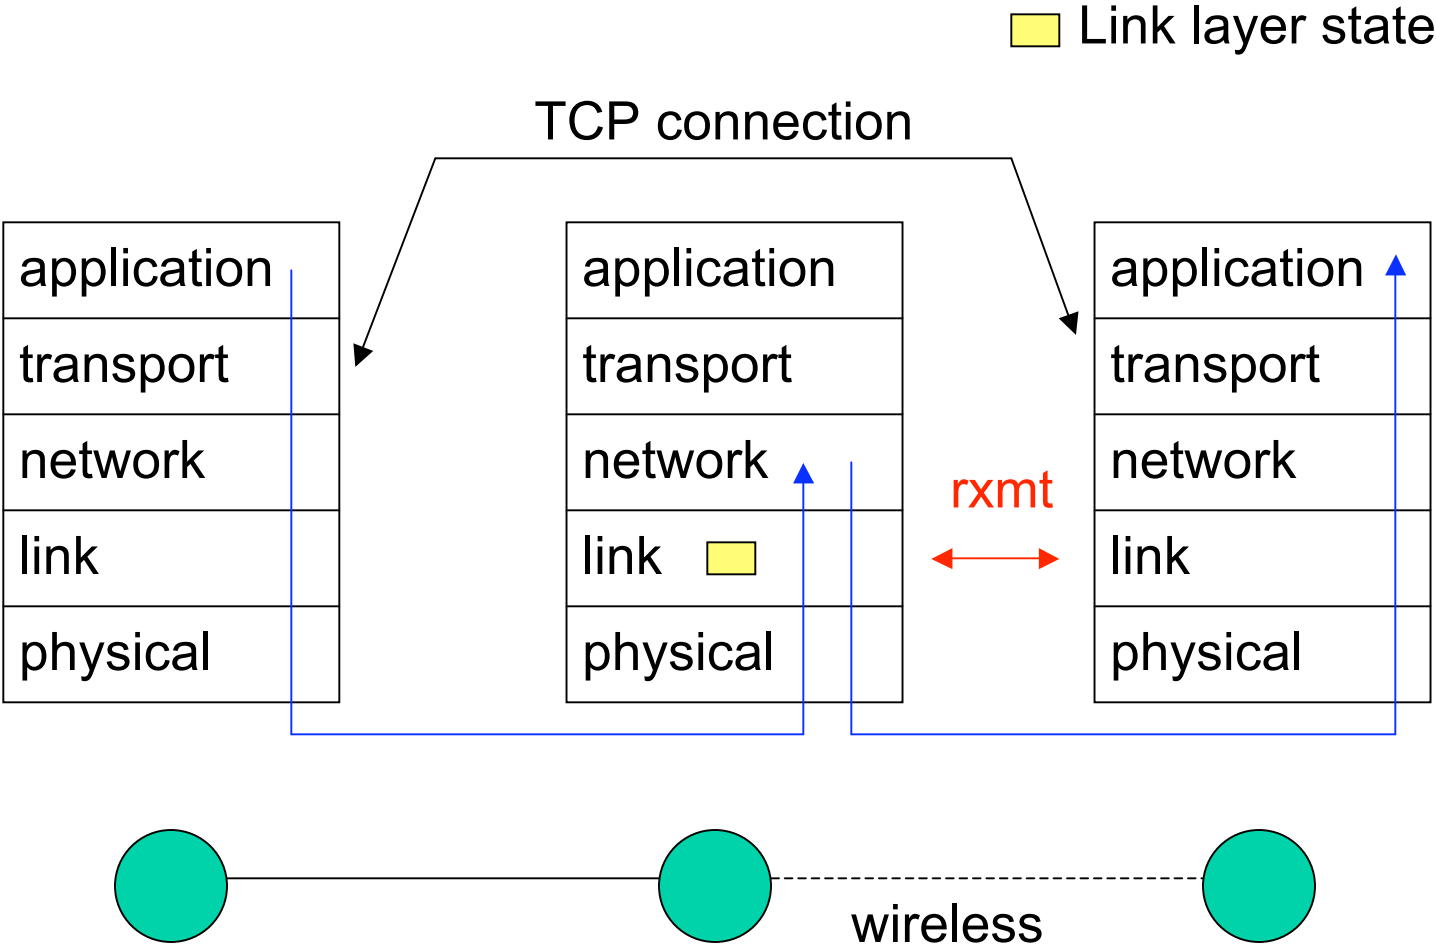 Link layer state
TCP connection
application
transport
network
link
physical
application
transport
network
link
physical
rxmt
application
transport
network
link
physical
wireless